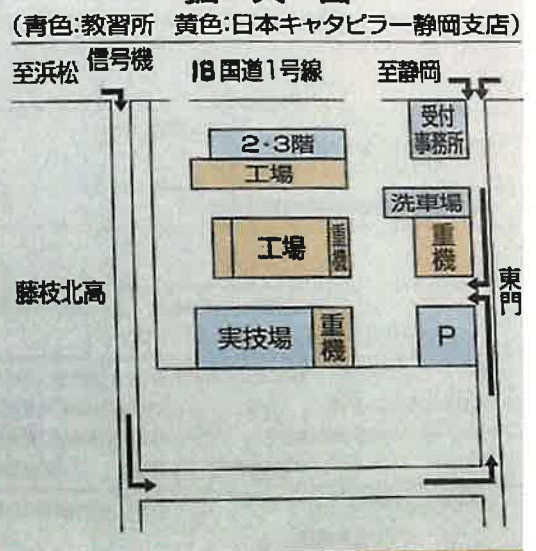 (青色:教習所 黄色:日本キャタピラー静岡支店)
至浜松 信号機 旧国道1号線 至静岡
受付
事務所
2・3階
工場
洗車場
工場
重機
重機
藤枝北高
東門
実技場
重機
P